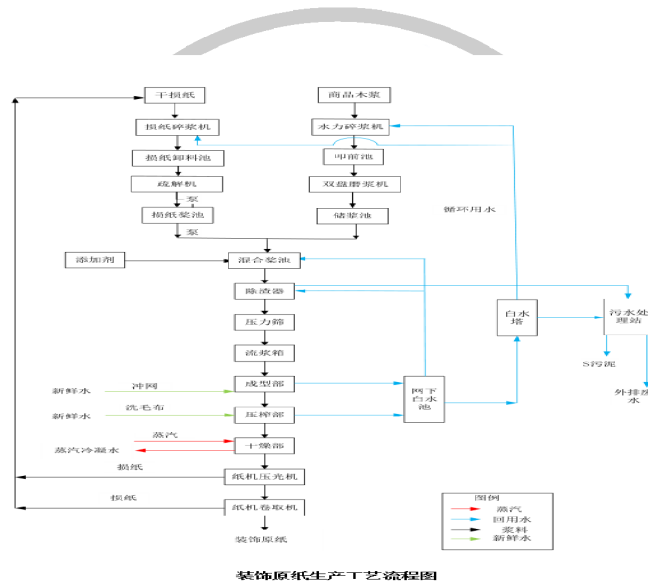 干损纸
商品木浆
损纸碎浆机
水力碎浆机
损纸卸料池
叩前池
疏解机
双盘磨浆机
泵
损纸浆池
储浆池
循环用水
泵
添加剂
混合浆池
除渣器
白水
塔
污水处
理站
压力筛
流浆箱
S污泥
新鲜水
冲网
成型部
网下
白水
池
外排废
水
新鲜水
洗毛布
压榨部
蒸汽
蒸汽冷凝水
干燥部
损纸
纸机压光机
损纸
纸机卷取机
装饰原纸
图例
蒸汽
回用水
浆料
新鲜水
装饰原纸生产工艺流程图